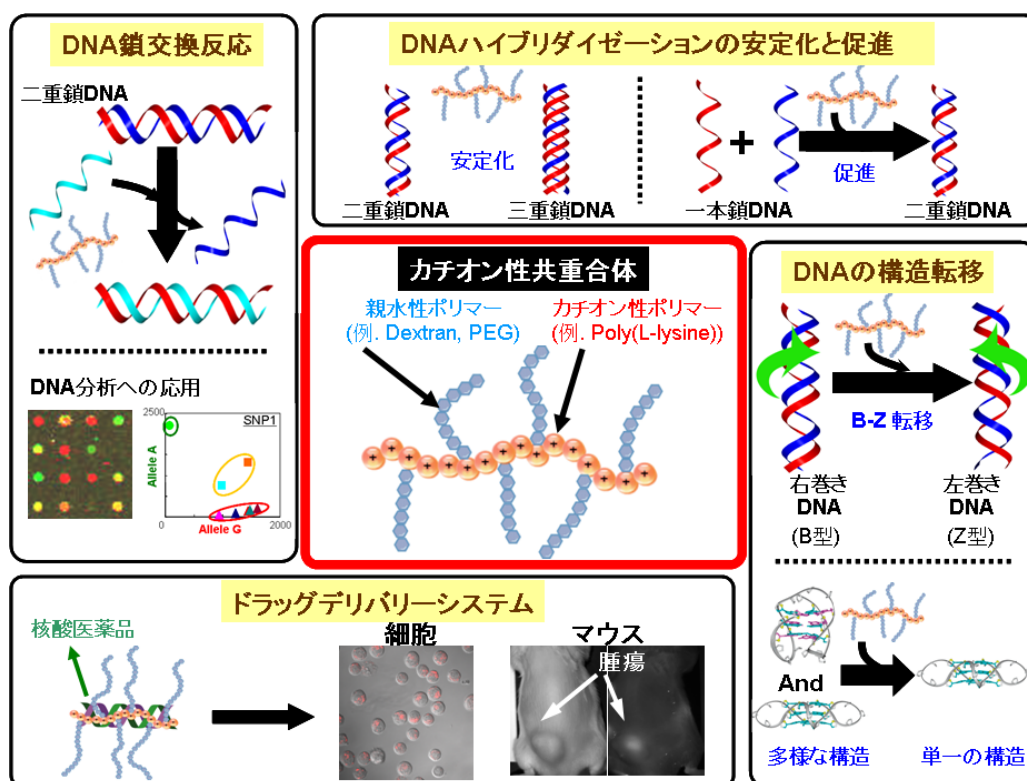 DNA鎖交換反応
二重鎖DNA
DNA分析への応用
2500
SNP1
Allele A
0
0
Allele G
2000
DNAハイブリダイゼーションの安定化と促進
安定化
二重鎖DNA
三重鎖DNA
+
促進
一本鎖DNA
二重鎖DNA
カチオン性共重合体
親水性ポリマー
(例. Dextran, PEG)
カチオン性ポリマー
(例. Poly(L-lysine))
DNAの構造転移
B-Z 転移
右巻き
DNA
(B型)
左巻き
DNA
(Z型)
And
多様な構造
単一の構造
ドラッグデリバリーシステム
核酸医薬品
細胞
マウス
腫瘍